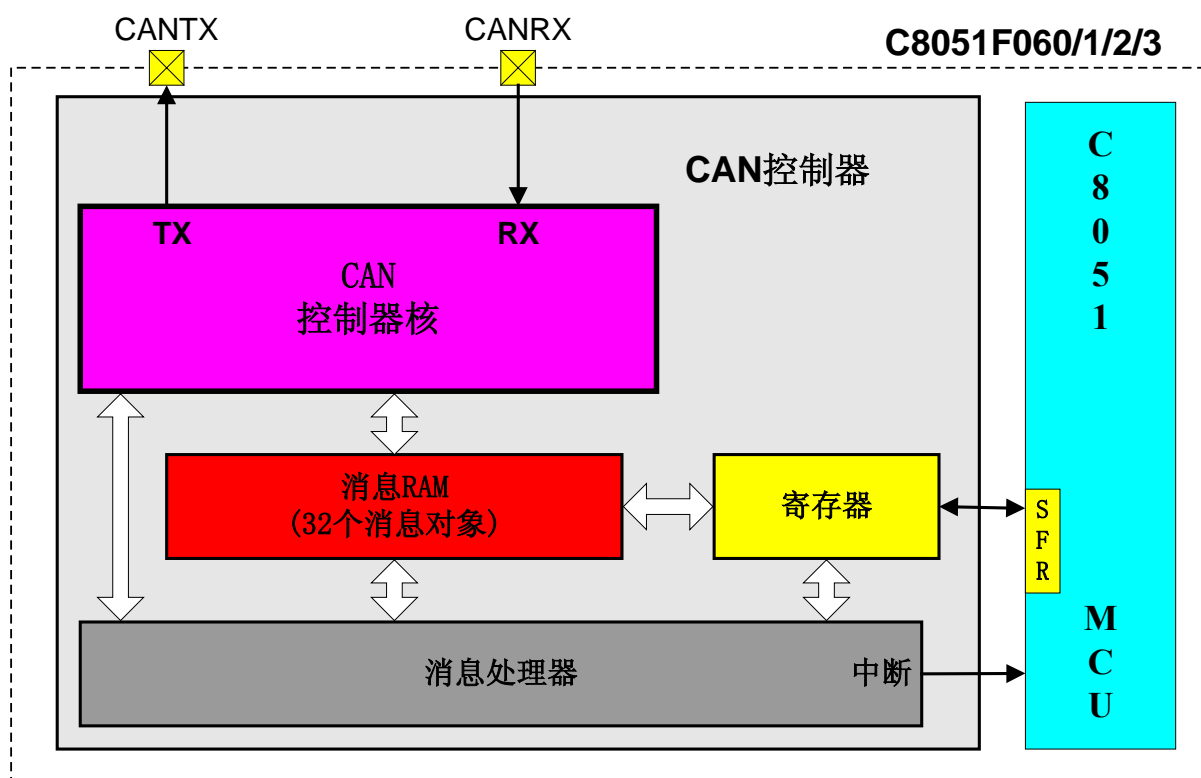 CANTX
CANRX
C8051F060/1/2/3
CAN控制器
TX
RX
CAN
控制器核
消息RAM
(32个消息对象)
寄存器
消息处理器
中断
C
8
0
5
1
S
F
R
M
C
U